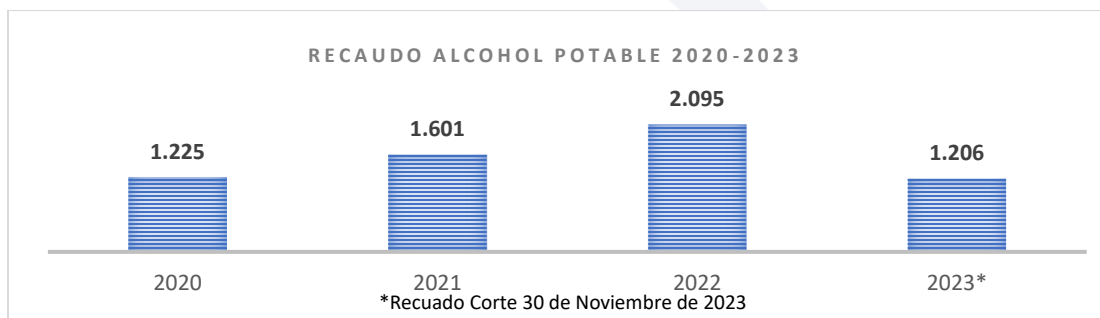 RECAUDO ALCOHOL POTABLE 2020-2023
2.095
1.601
1.225
1.206
2020 2021 2022 2023*
*Recuado Corte 30 de Noviembre de 2023